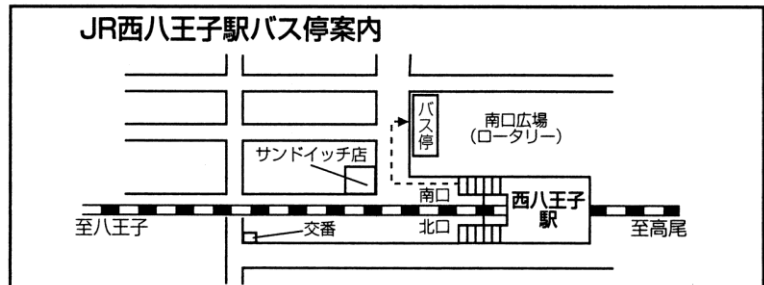 JR西八王子駅バス停案内
バス停
南口広場
(ロータリー)
サンドイッチ店
南口
西八王子
駅
至八王子
交番
北口
至高尾